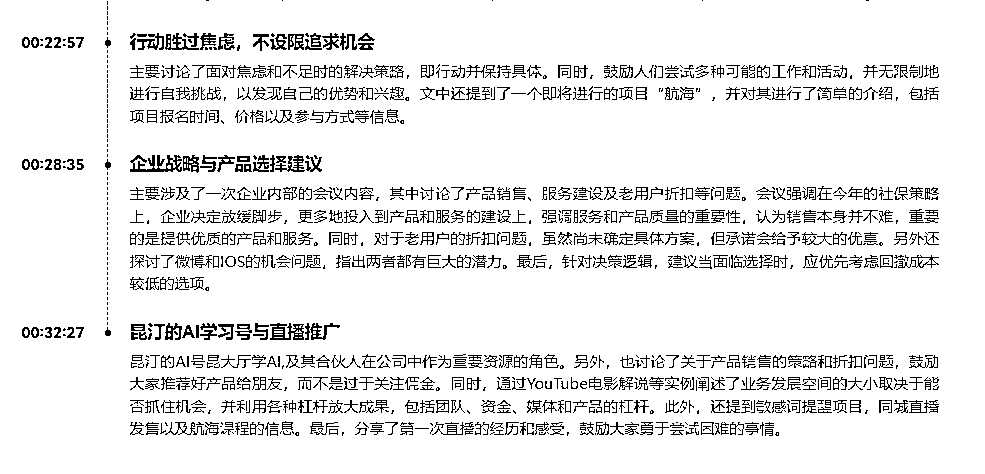 00:22:57 行动胜过焦虑，不设限追求机会
主要讨论了面对焦虑和不足时的解决策略，即行动并保持具体。同时，鼓励人们尝试多种可能的工作和活动，并无限制地
进行自我挑战，以发现自己的优势和兴趣。文中还提到了一个即将进行的项目“航海”，并对其进行了简单的介绍，包括
项目报名时间、价格以及参与方式等信息。
00:28:35 企业战略与产品选择建议
主要涉及了一次企业内部的会议内容，其中讨论了产品销售、服务建设及老用户折扣等问题。会议强调在今年的社保策略
上，企业决定放缓脚步，更多地投入到产品和服务的建设上，强调服务和产品质量的重要性，认为销售本身并不难，重要
的是提供优质的产品和服务。同时，对于老用户的折扣问题，虽然尚未确定具体方案，但承诺会给予较大的优惠。另外还
探讨了微博和IOS的机会问题，指出两者都有巨大的潜力。最后，针对决策逻辑，建议当面临选择时，应优先考虑回撤成本
较低的选项。
00:32:27 昆汀的AI学习号与直播推广
昆汀的AI号昆大厅学AI,及其合伙人在公司中作为重要资源的角色。另外，也讨论了关于产品销售的策略和折扣问题，鼓励
大家推荐好产品给朋友，而不是过于关注佣金。同时，通过YouTube电影解说等实例阐述了业务发展空间的大小取决于能
否抓住机会，并利用各种杠杆放大成果，包括团队、资金、媒体和产品的杠杆。此外，还提到敏感词提醒项目，同城直播
发售以及航海课程的信息。最后，分享了第一次直播的经历和感受，鼓励大家勇于尝试困难的事情。